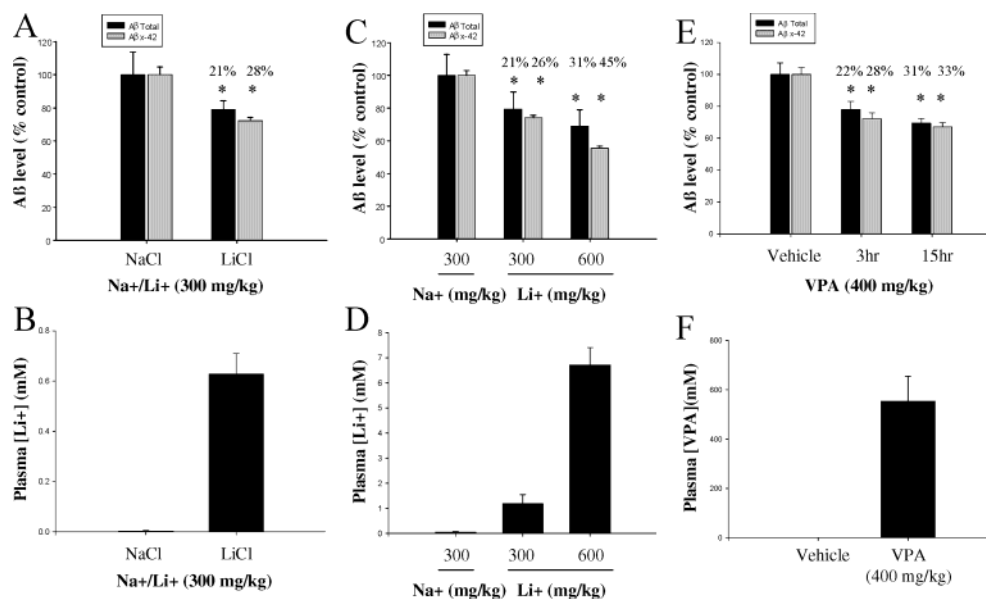 A
Aβ Total
Aβ x-42
Aβ level (% control)
120
100
80
60
40
20
0
21% 28%
* *
NaCl LiCl
Na+/Li+ (300 mg/kg)
B
Plasma [Li+] (mM)
0.8
0.6
0.4
0.2
0.0
NaCl LiCl
Na+/Li+ (300 mg/kg)
C
Aβ Total
Aβ x-42
Aβ level (% control)
120
100
80
60
40
20
0
21% 26% 31% 45%
* * * *
300 300 600
Na+ (mg/kg) Li+ (mg/kg)
D
Plasma [Li+] (mM)
8
7
6
5
4
3
2
1
0
300 300 600
Na+ (mg/kg) Li+ (mg/kg)
E
Aβ Total
Aβ x-42
Aβ level (% control)
120
100
80
60
40
20
0
22% 28% 31% 33%
* * * *
Vehicle 3hr 15hr
VPA (400 mg/kg)
F
Plasma [VPA](mM)
800
600
400
200
0
Vehicle VPA
(400 mg/kg)